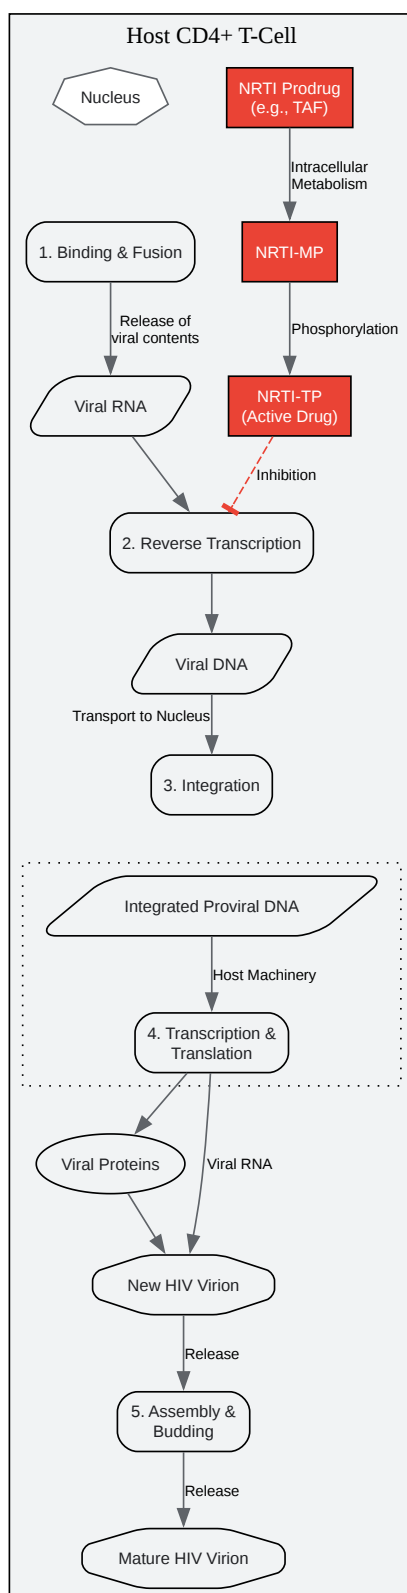 Host CD4+ T-Cell
Nucleus
NRTI Prodrug
(e.g., TAF)
Intracellular
Metabolism
1. Binding & Fusion
NRTI-MP
Release of
viral contents
Phosphorylation
Viral RNA
NRTI-TP
(Active Drug)
Inhibition
2. Reverse Transcription
Viral DNA
Transport to Nucleus
3. Integration
Integrated Proviral DNA
Host Machinery
4. Transcription &
Translation
Viral Proteins
Viral RNA
New HIV Virion
Release
5. Assembly &
Budding
Release
Mature HIV Virion